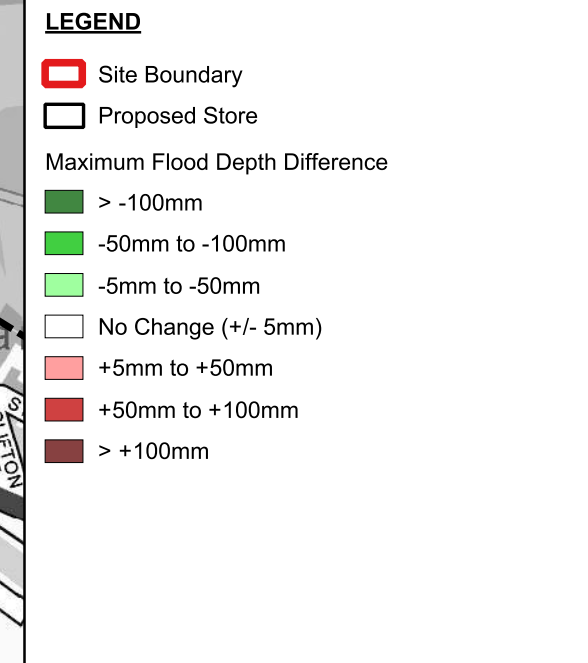 LEGEND
Site Boundary
Proposed Store
Maximum Flood Depth Difference
> -100mm
-50mm to -100mm
-5mm to -50mm
No Change (+/- 5mm)
+5mm to +50mm
+50mm to +100mm
> +100mm